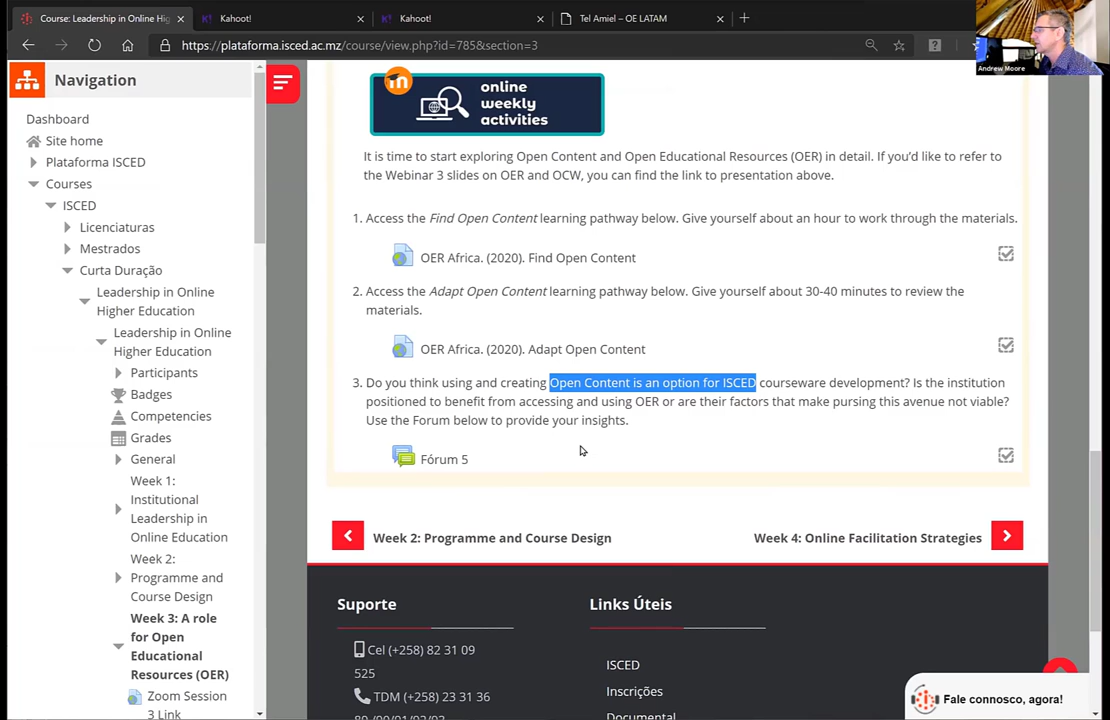 Course: Leadership in Online Hig
Kahoot!
Kahoot!
Tel Amiel – OE LATAM
https://plataforma.isced.ac.mz/course/view.php?id=785&section=3
Andrew Moore
Navigation
Dashboard
Site home
Plataforma ISCED
Courses
ISCED
Licenciaturas
Mestrados
Curta Duração
Leadership in Online
Higher Education
Leadership in Online
Higher Education
Participants
Badges
Competencies
Grades
General
Week 1:
Institutional
Leadership in
Online Education
Week 2:
Programme and
Course Design
Week 3: A role
for Open
Educational
Resources (OER)
Zoom Session
3 Link
m
online
weekly
activities
It is time to start exploring Open Content and Open Educational Resources (OER) in detail. If you'd like to refer to
the Webinar 3 slides on OER and OCW, you can find the link to presentation above.
1. Access the Find Open Content learning pathway below. Give yourself about an hour to work through the materials.
OER Africa. (2020). Find Open Content
2. Access the Adapt Open Content learning pathway below. Give yourself about 30-40 minutes to review the
materials.
OER Africa. (2020). Adapt Open Content
3. Do you think using and creating Open Content is an option for ISCED courseware development? Is the institution
positioned to benefit from accessing and using OER or are their factors that make pursing this avenue not viable?
Use the Forum below to provide your insights.
Fórum 5
Week 2: Programme and Course Design
Week 4: Online Facilitation Strategies
Suporte
Cel (+258) 82 31 09
525
TDM (+258) 23 31 36
Links Úteis
ISCED
Inscrições
Documental
Fale connosco, agora!